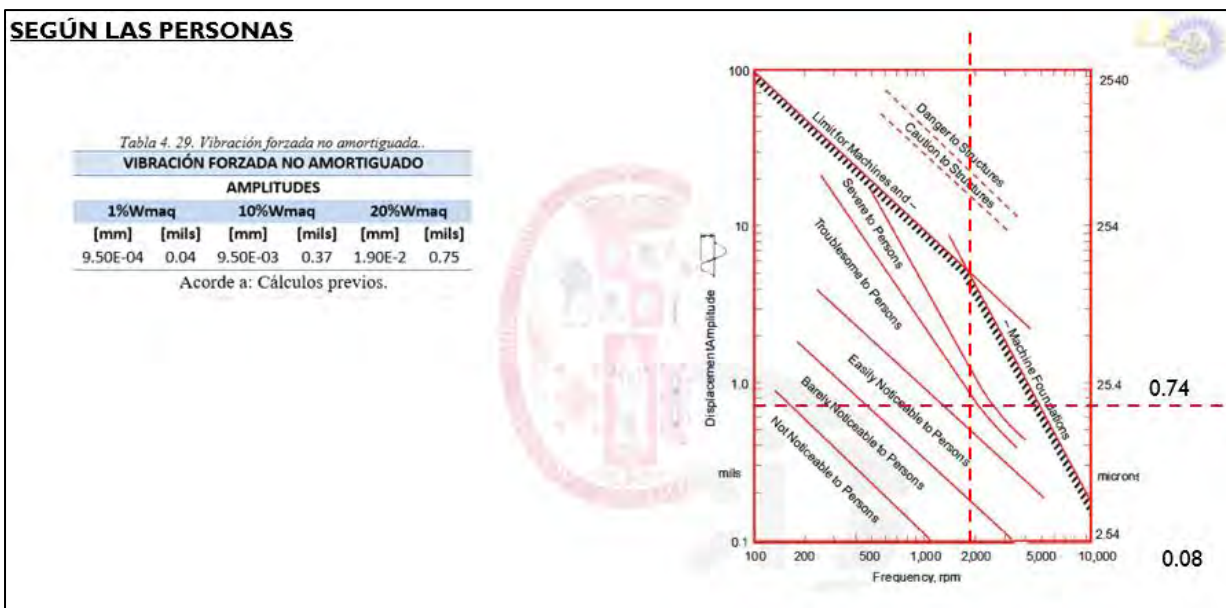 SEGÚN LAS PERSONAS
Tabla 4. 29. Vibración forzada no amortiguada..
VIBRACIÓN FORZADA NO AMORTIGUADO
AMPLITUDES
1%Wmaq 10%Wmaq 20%Wmaq
[mm] [mils] [mm] [mils] [mm] [mils]
9.50E-04 0.04 9.50E-03 0.37 1.90E-2 0.75
Acorde a: Cálculos previos.
100
10
1.0
0.1
mils
DisplacementAmplitude
Limit for Machines and –
Danger to Structures
Caution to Structures
Severe to Persons
Troublesome to Persons
Easily Noticeable to Persons
Barely Noticeable to Persons
Not Noticeable to Persons
– Machine Foundations
2540
254
25.4
2.54
microns
0.74
0.08
100 200 500 1,000 2,000 5,000 10,000
Frequency, rpm